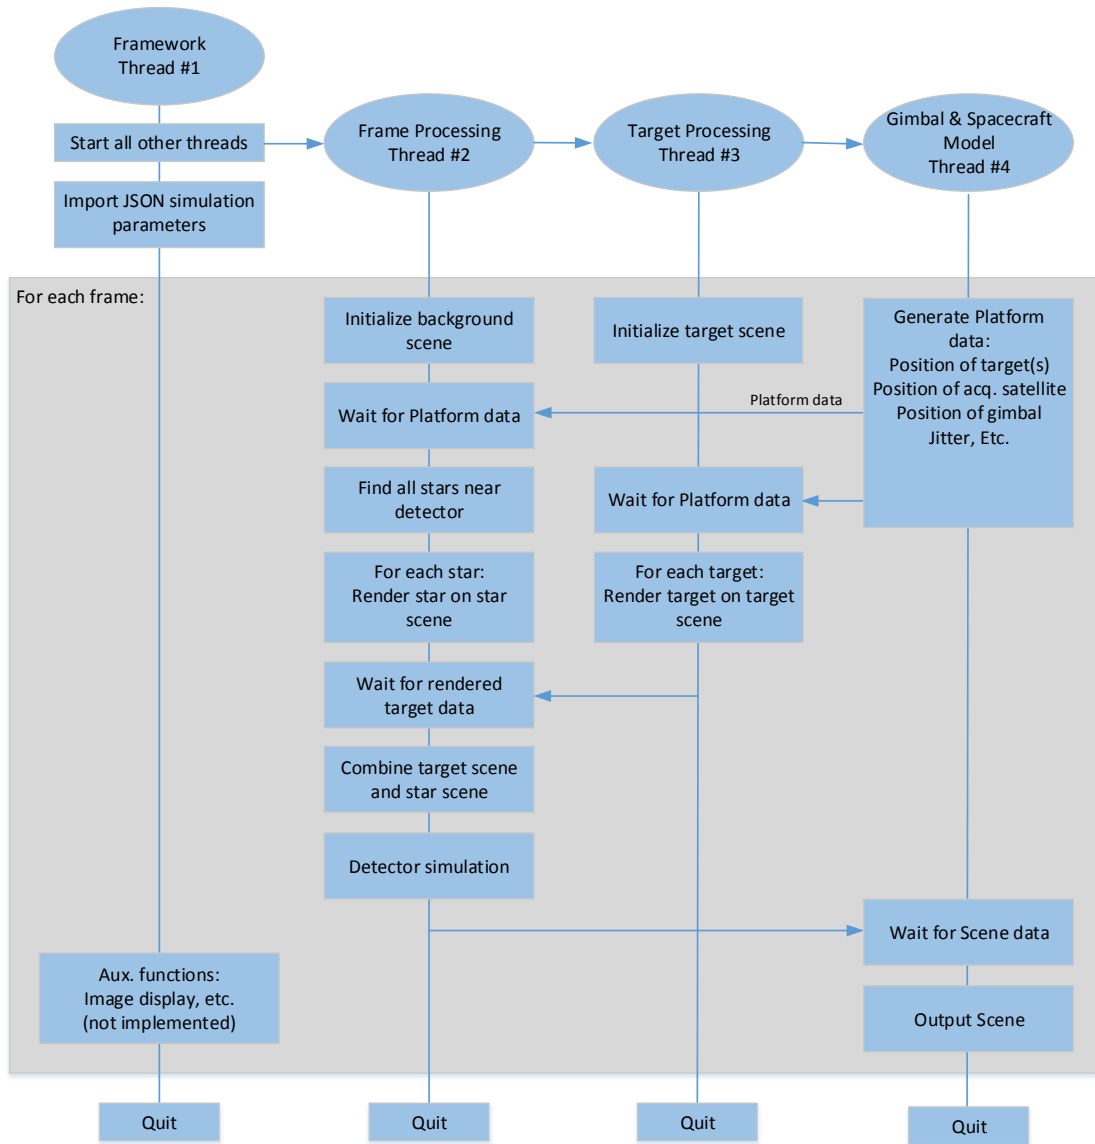 Framework
Thread #1
Start all other threads
Import JSON simulation
parameters
Frame Processing
Thread #2
Target Processing
Thread #3
Gimbal & Spacecraft
Model
Thread #4
For each frame:
Initialize background
scene
Wait for Platform data
Find all stars near
detector
For each star:
Render star on star
scene
Wait for rendered
target data
Combine target scene
and star scene
Detector simulation
Initialize target scene
Wait for Platform data
For each target:
Render target on target
scene
Platform data
Generate Platform
data:
Position of target(s)
Position of acq. satellite
Position of gimbal
Jitter, Etc.
Wait for Scene data
Output Scene
Aux. functions:
Image display, etc.
(not implemented)
Quit
Quit
Quit
Quit